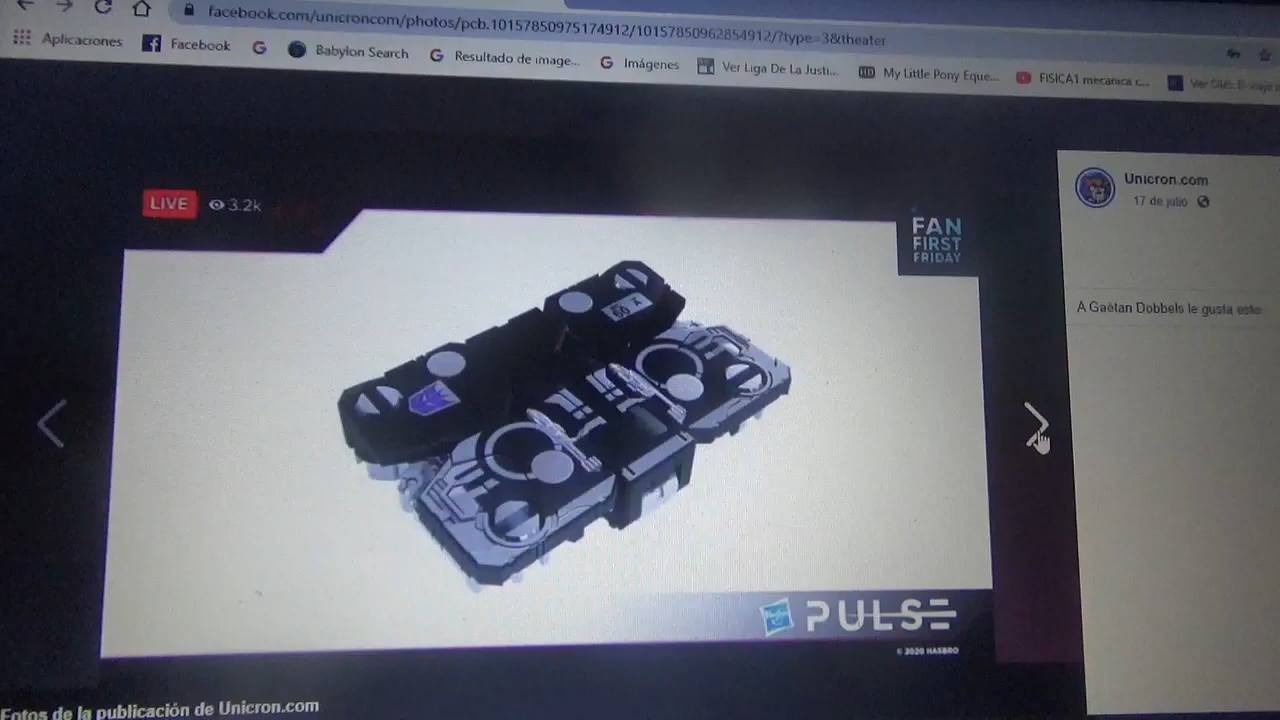 facebook.com/unicroncom/photos/pcb.10157850975174912/10157850962854912/?type=3&theater
Aplicaciones
Facebook
Babylon Search
Resultado de image...
Imágenes
Ver Liga De La Justi...
My Little Pony Eque...
FISICA1 mecanica c...
LIVE 3.2k
FAN
FIRST
FRIDAY
60 A
Unicron.com
17 de julio
A Gaëtan Dobbels le gusta esto
Hasbro
PULSE
© 2020 HASBRO
Fotos de la publicación de Unicron.com